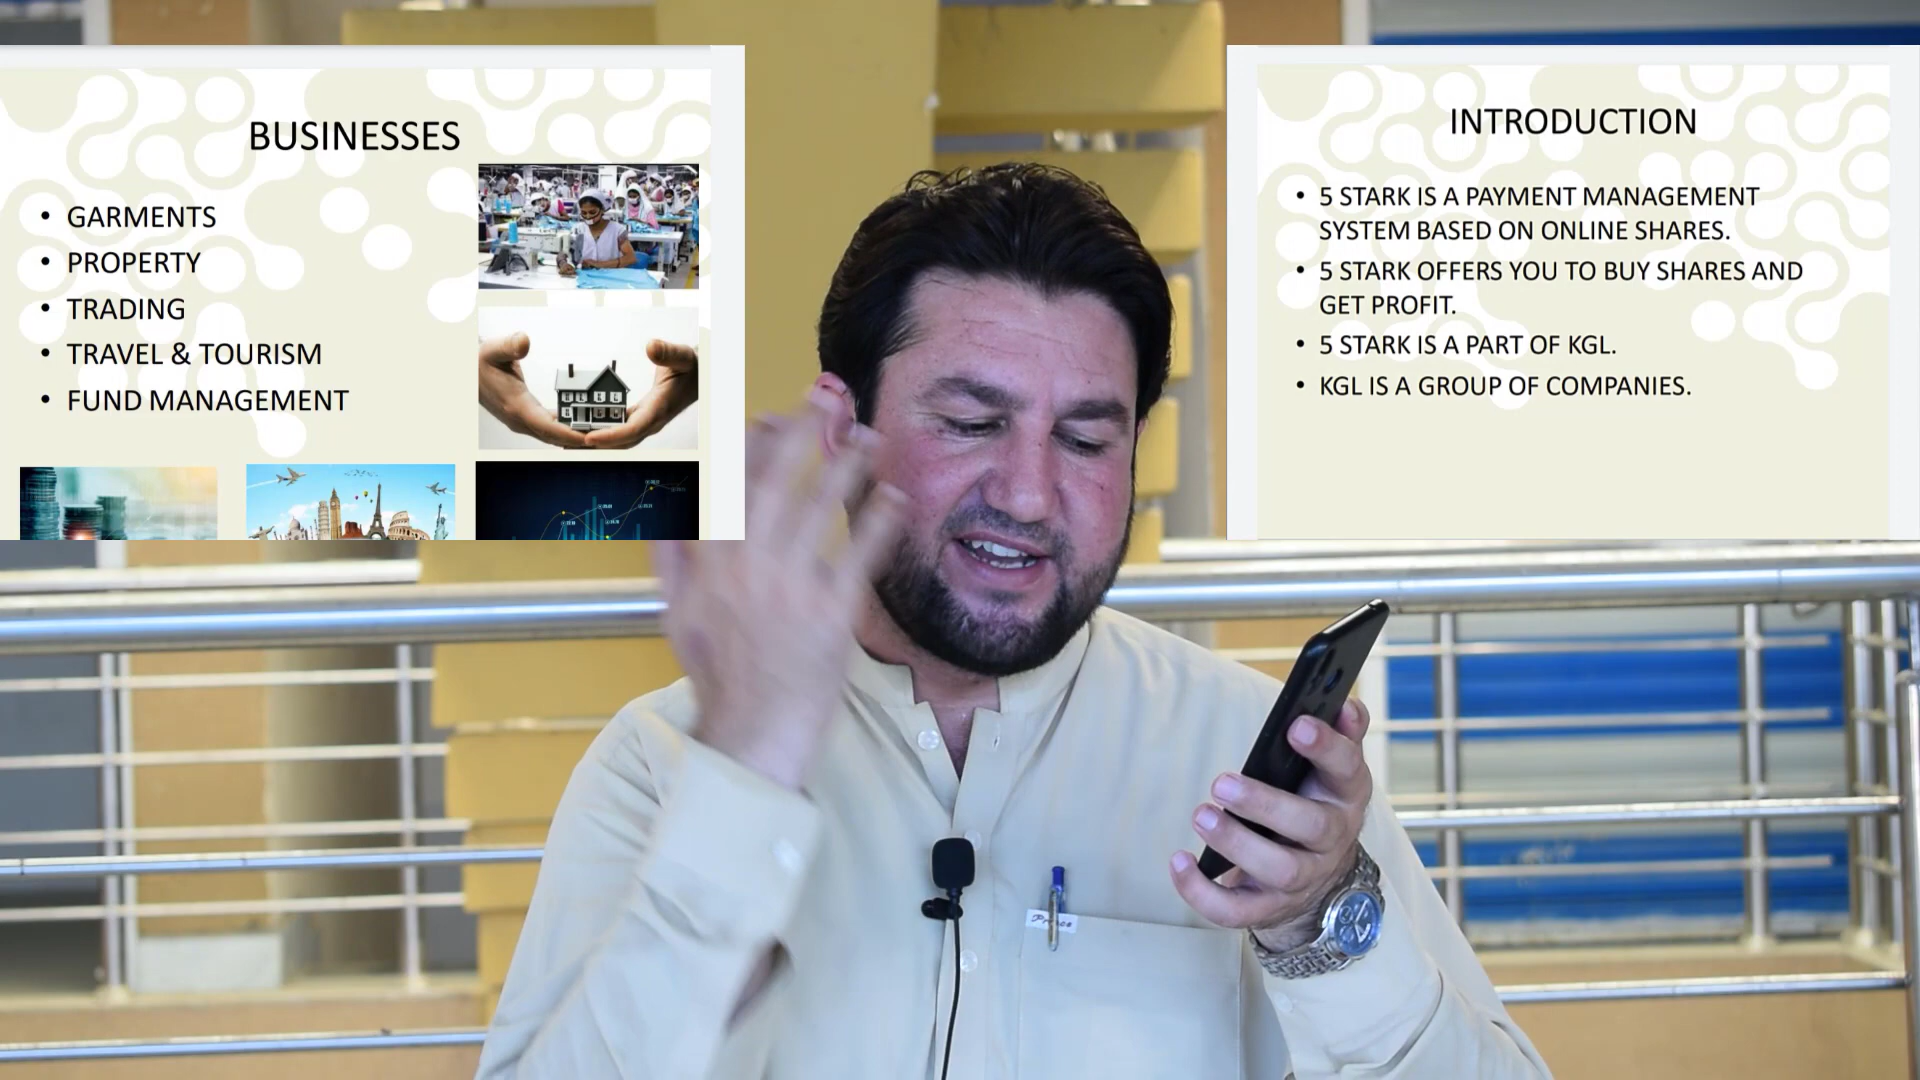 BUSINESSES
• GARMENTS
• PROPERTY
• TRADING
• TRAVEL & TOURISM
• FUND MANAGEMENT
INTRODUCTION
• 5 STARK IS A PAYMENT MANAGEMENT
SYSTEM BASED ON ONLINE SHARES.
• 5 STARK OFFERS YOU TO BUY SHARES AND
GET PROFIT.
• 5 STARK IS A PART OF KGL.
• KGL IS A GROUP OF COMPANIES.
Prince